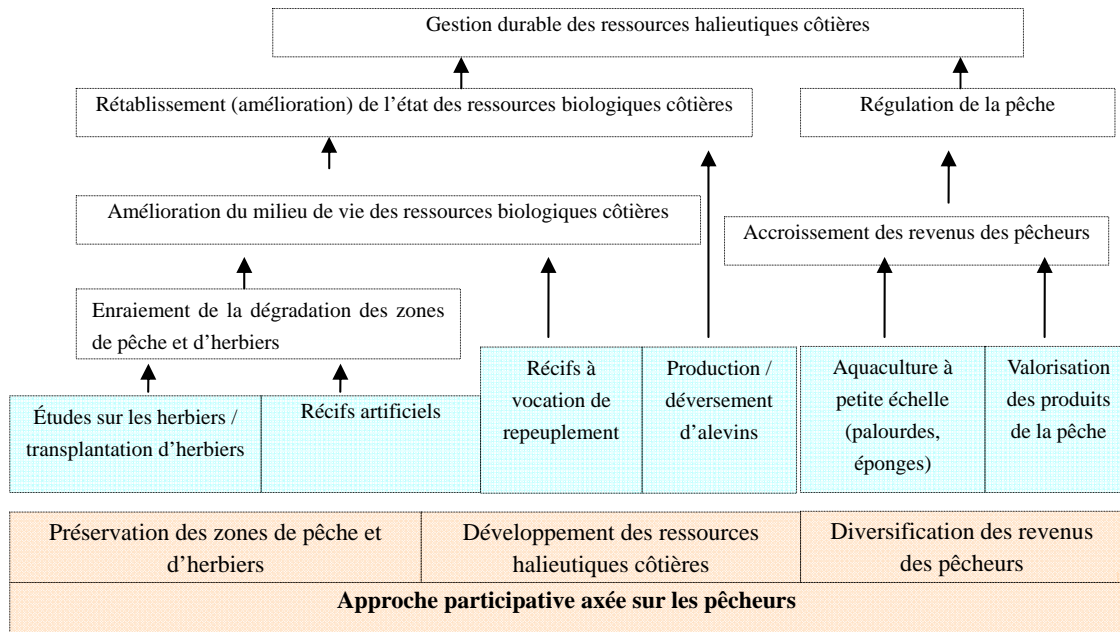 Gestion durable des ressources halieutiques côtières
Rétablissement (amélioration) de l'état des ressources biologiques côtières
Régulation de la pêche
Amélioration du milieu de vie des ressources biologiques côtières
Accroissement des revenus des pêcheurs
Enraiement de la dégradation des zones
de pêche et d'herbiers
Études sur les herbiers /
transplantation d'herbiers
Récifs artificiels
Récifs à
vocation de
repeuplement
Production /
déversement
d'alevins
Aquaculture à
petite échelle
(palourdes,
éponges)
Valorisation
des produits
de la pêche
Préservation des zones de pêche et
d'herbiers
Développement des ressources
halieutiques côtières
Diversification des revenus
des pêcheurs
Approche participative axée sur les pêcheurs